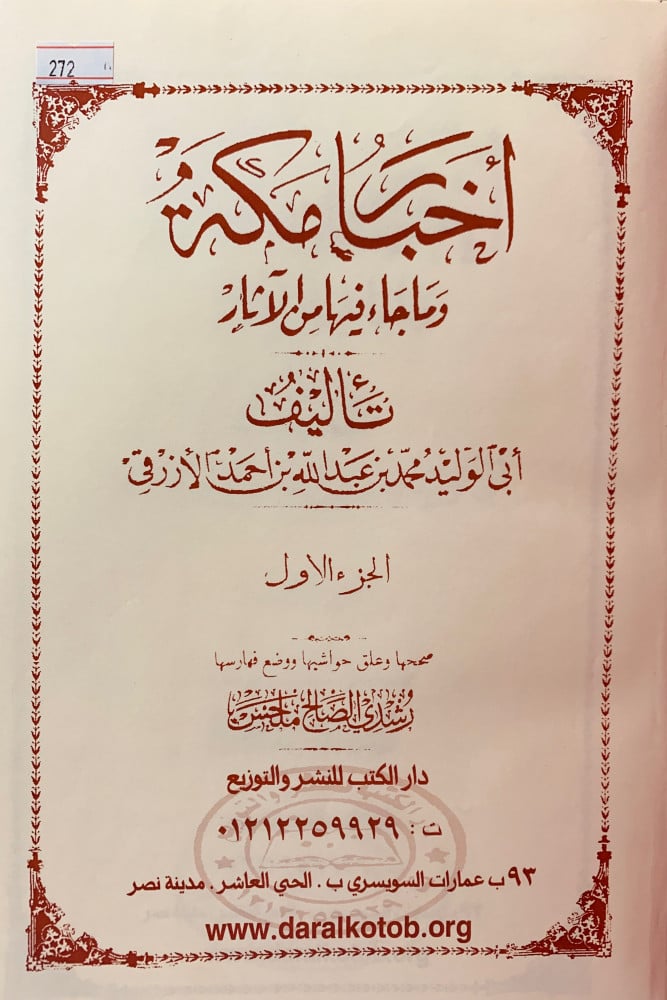 272
أخبار مكة
وما جاء فيها من الآثار
تأليف
أبي الوليد محمد بن عبد الله بن أحمد الأزرقي
الجزء الاول
صححها وعلق حواشيها ووضع فهارسها
رشدي الصالح ملحس
دار الكتب للنشر والتوزيع
ت : ٠١٢١٢٢٥٩٩٢٩
٩٣ ب عمارات السويسري ب . الحي العاشر . مدينة نصر
www.daralkotob.org